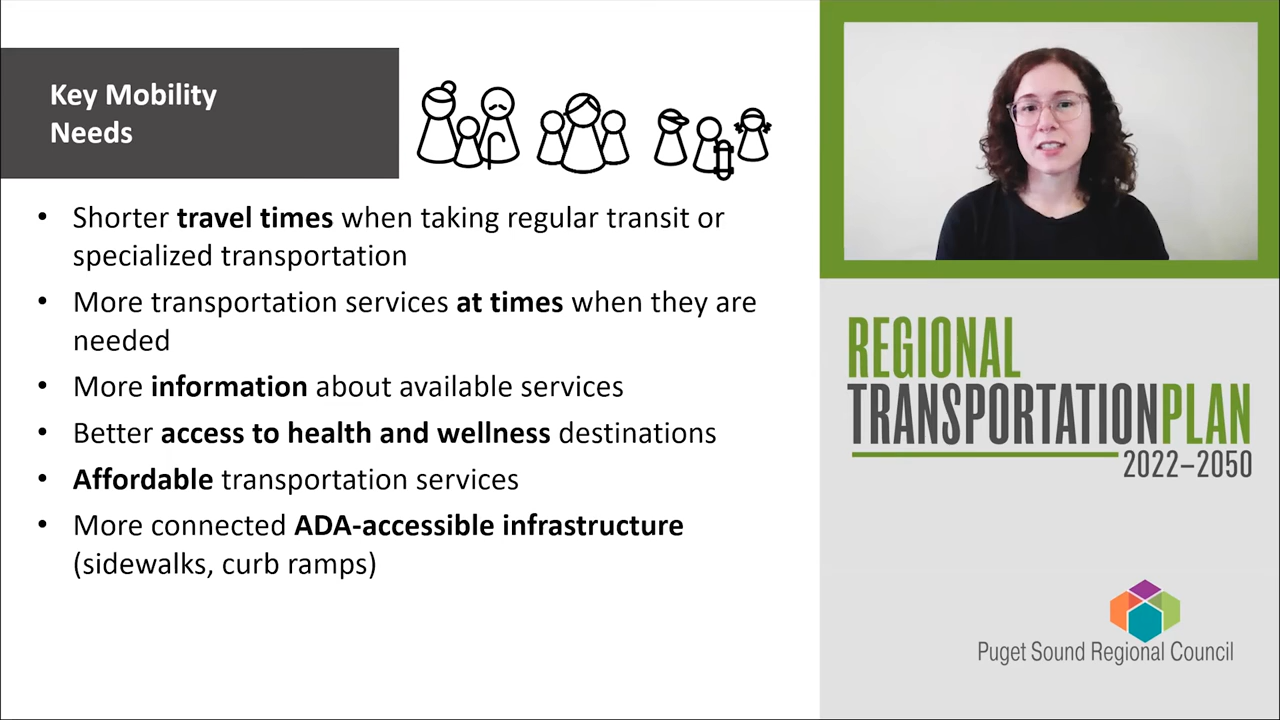 Key Mobility
Needs
• Shorter travel times when taking regular transit or
specialized transportation
• More transportation services at times when they are
needed
• More information about available services
• Better access to health and wellness destinations
• Affordable transportation services
• More connected ADA-accessible infrastructure
(sidewalks, curb ramps)
REGIONAL
TRANSPORTATIONPLAN
2022–2050
Puget Sound Regional Council